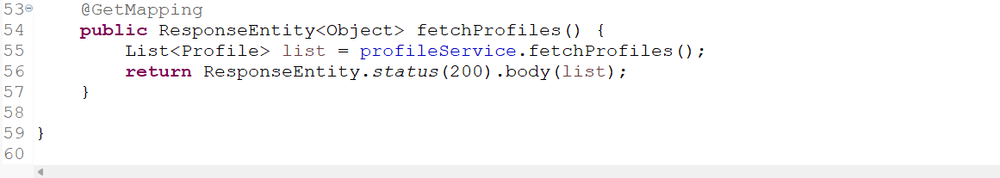 53 @GetMapping
54 public ResponseEntity<Object> fetchProfiles() {
55 List<Profile> list = profileService.fetchProfiles();
56 return ResponseEntity.status(200).body(list);
57 }
58
59 }
60